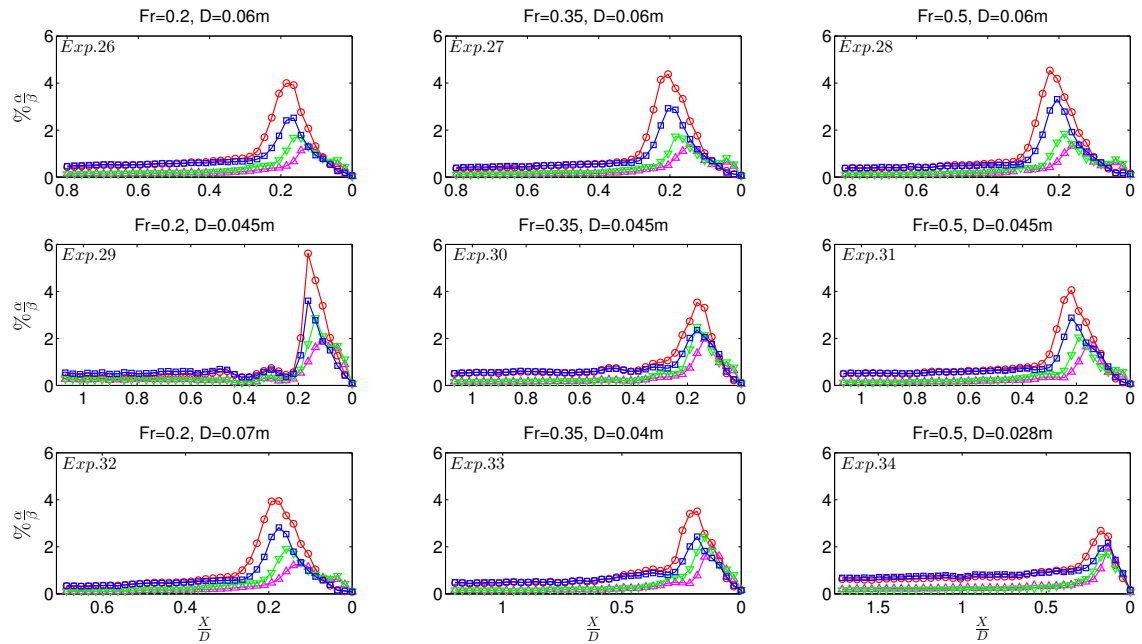 Fr=0.2, D=0.06m
Fr=0.35, D=0.06m
Fr=0.5, D=0.06m
Exp.26
Exp.27
Exp.28
6
4
2
0
% α/β
0.8 0.6 0.4 0.2 0
6
4
2
0
0.8 0.6 0.4 0.2 0
6
4
2
0
0.8 0.6 0.4 0.2 0
Fr=0.2, D=0.045m
Fr=0.35, D=0.045m
Fr=0.5, D=0.045m
Exp.29
Exp.30
Exp.31
6
4
2
0
% α/β
1 0.8 0.6 0.4 0.2 0
6
4
2
0
1 0.8 0.6 0.4 0.2 0
6
4
2
0
1 0.8 0.6 0.4 0.2 0
Fr=0.2, D=0.07m
Fr=0.35, D=0.04m
Fr=0.5, D=0.028m
Exp.32
Exp.33
Exp.34
6
4
2
0
% α/β
0.6 0.4 0.2 0
X/D
6
4
2
0
1 0.5 0
X/D
6
4
2
0
1.5 1 0.5 0
X/D